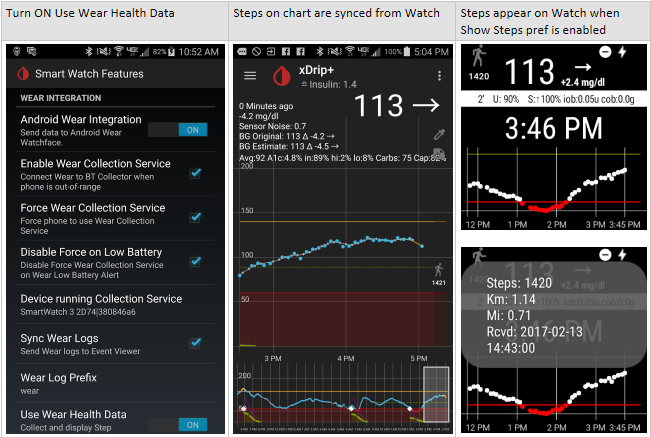 Turn ON Use Wear Health Data
Steps on chart are synced from Watch
Steps appear on Watch when
Show Steps pref is enabled
82%
10:52 AM
Smart Watch Features
WEAR INTEGRATION
Android Wear Integration
Send data to Android Wear
Watchface.
ON
Enable Wear Collection Service
Connect Wear to BT Collector when
phone is out-of-range
Force Wear Collection Service
Force phone to use Wear Collection
Service
Disable Force on Low Battery
Disable Force Wear Collection Service
on Wear Low Battery Alert
Device running Collection Service
SmartWatch 3 2D74|380846a6
Sync Wear Logs
Send Wear logs to Event Viewer
Wear Log Prefix
wear
Use Wear Health Data
Collect and display Step
ON
100%
5:04 PM
xDrip+
Insulin: 1.4
0 Minutes ago
-4.2 mg/dl
113 →
Sensor Noise: 0.7
BG Original: 113 Δ -4.2 →
BG Estimate: 113 Δ -4.5 →
Avg:92 A1c:4.8% in:89% hi:2% lo:8% Carbs: 75 Cap:82%
200
150
100
50
1421
3 PM
4 PM
5 PM
200
100
50
1420
113 →
+2.4 mg/dl
2' U: 90% S:↑100% iob:0.05u cob:0.0g
3:46 PM
12 PM 1 PM 2 PM 3 PM 3:45 PM
113 →
+2.4 mg/dl
Steps: 1420
Km: 1.14
Mi: 0.71
Rcvd: 2017-02-13
14:43:00
12 PM 1 PM 2 PM 3 PM 3:45 PM